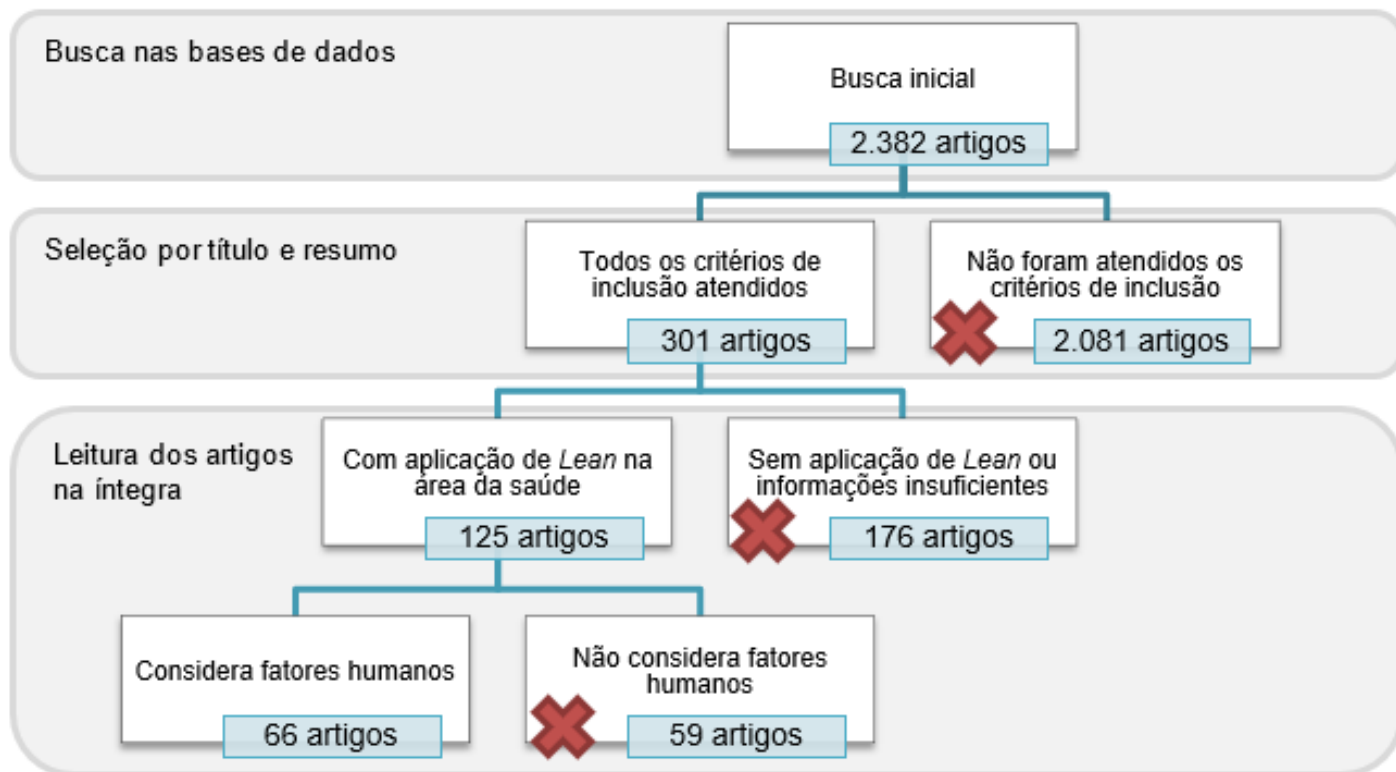 Busca nas bases de dados
Busca inicial
2.382 artigos
Seleção por título e resumo
Todos os critérios de
inclusão atendidos
301 artigos
Não foram atendidos os
critérios de inclusão
2.081 artigos
Leitura dos artigos
na íntegra
Com aplicação de Lean na
área da saúde
125 artigos
Sem aplicação de Lean ou
informações insuficientes
176 artigos
Considera fatores humanos
66 artigos
Não considera fatores
humanos
59 artigos